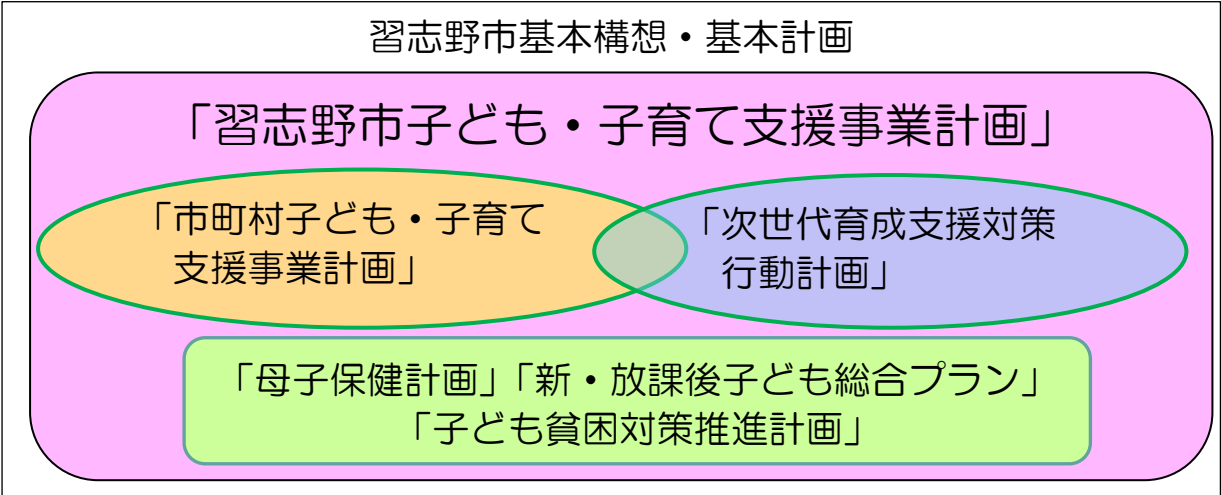 習志野市基本構想・基本計画
「習志野市子ども・子育て支援事業計画」
「市町村子ども・子育て
支援事業計画」
「次世代育成支援対策
行動計画」
「母子保健計画」「新・放課後子ども総合プラン」
「子ども貧困対策推進計画」